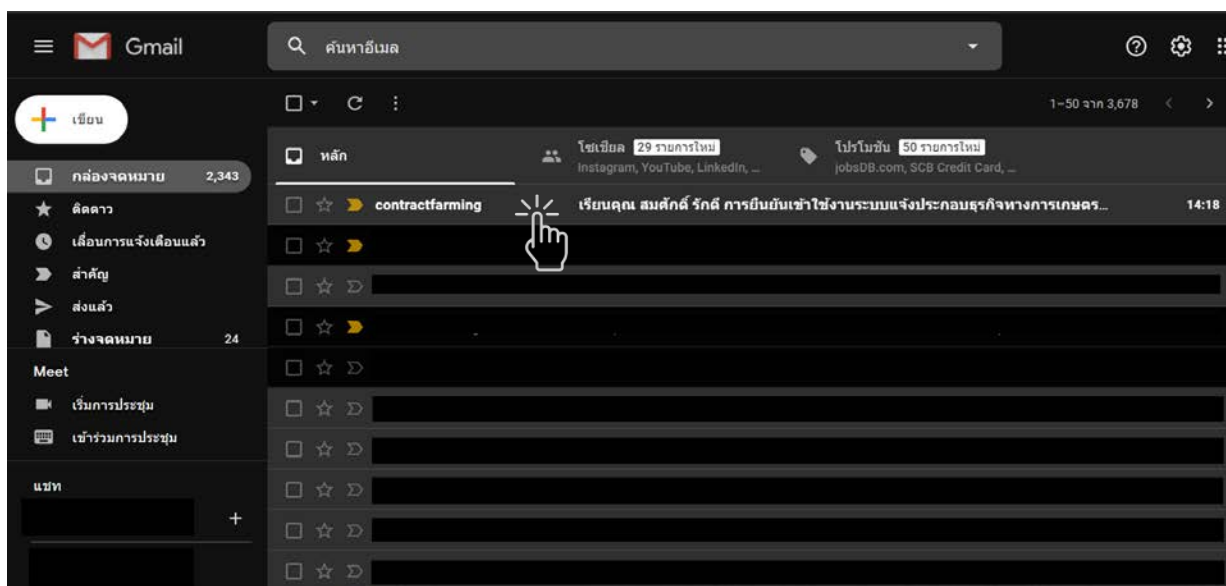 Gmail
ค้นหาอีเมล
เขียน
1–50 จาก 3,678
หลัก
โซเชียล 29 รายการใหม่
Instagram, YouTube, LinkedIn, ...
โปรโมชัน 50 รายการใหม่
jobsDB.com, SCB Credit Card, ...
กล่องจดหมาย 2,343
ติดดาว
เลื่อนการแจ้งเตือนแล้ว
สำคัญ
ส่งแล้ว
ร่างจดหมาย 24
Meet
เริ่มการประชุม
เข้าร่วมการประชุม
แชท
contractfarming เรียนคุณ สมศักดิ์ รักดี การยืนยันเข้าใช้งานระบบแจ้งประกอบธุรกิจทางการเกษตร... 14:18